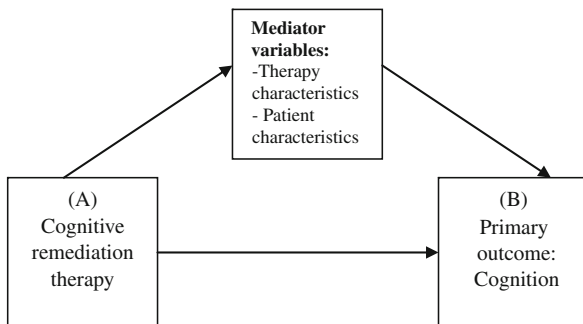 Mediator
variables:
-Therapy
characteristics
- Patient
characteristics
(A)
Cognitive
remediation
therapy
(B)
Primary
outcome:
Cognition